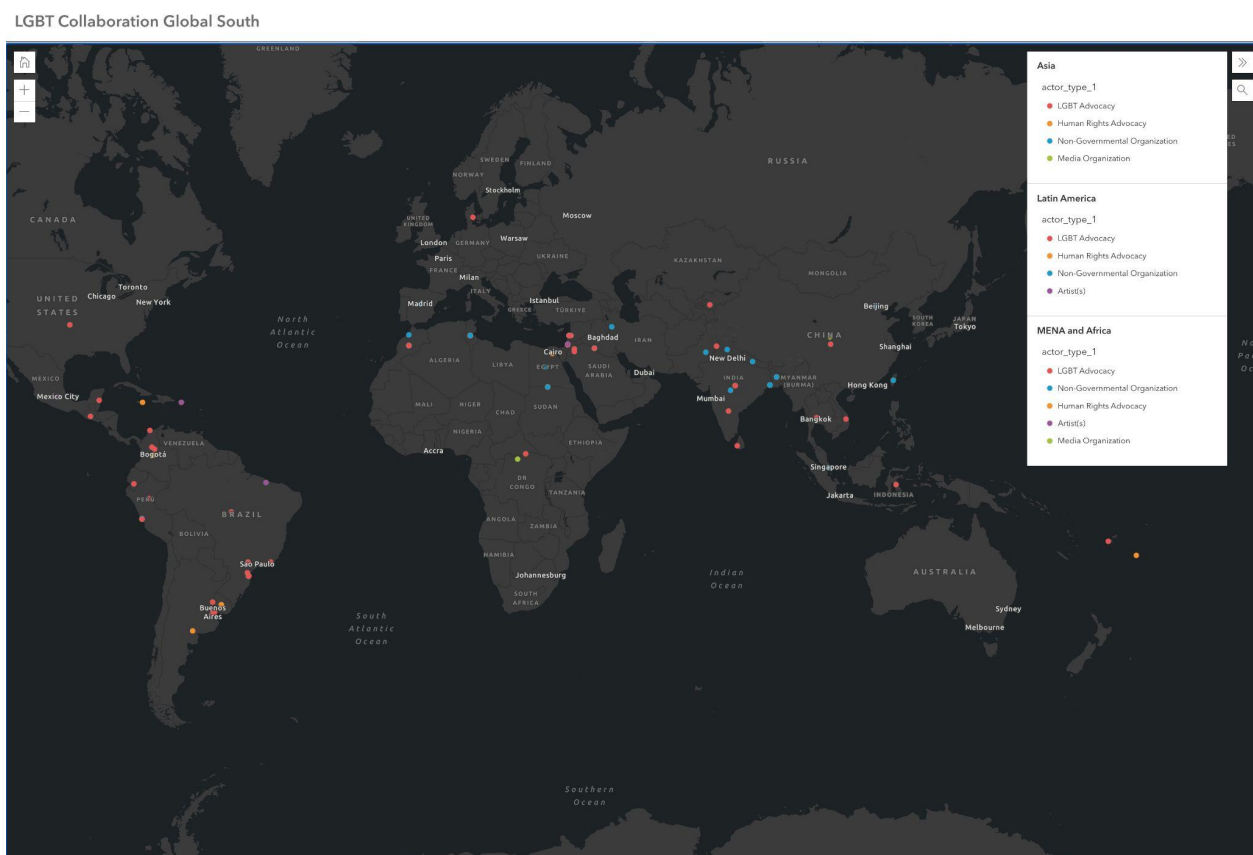 LGBT Collaboration Global South
GREENLAND
Asia
actor_type_1
LGBT Advocacy
Human Rights Advocacy
Non-Governmental Organization
Media Organization
Latin America
actor_type_1
LGBT Advocacy
Human Rights Advocacy
Non-Governmental Organization
Artist(s)
MENA and Africa
actor_type_1
LGBT Advocacy
Non-Governmental Organization
Human Rights Advocacy
Artist(s)
Media Organization
RUSSIA
SWEDEN
FINLAND
NORWAY
Stockholm
Moscow
CANADA
UNITED
KINGDOM
London
GERMANY
Warsaw
Paris
UKRAINE
FRANCE
Milan
KAZAKHSTAN
MONGOLIA
Toronto
Chicago
New York
UNITED
STATES
ITALY
Madrid
Istanbul
GREECE
TÜRKIYE
Beijing
SOUTH
KOREA
JAPAN
Tokyo
North
Atlantic
Ocean
Baghdad
IRAN
CHINA
Shanghai
Cairo
ALGERIA
LIBYA
EGYPT
SAUDI
ARABIA
Dubai
New Delhi
INDIA
MYANMAR
(BURMA)
Hong Kong
MÉXICO
Mexico City
Mumbai
MALI
NIGER
CHAD
SUDAN
Bangkok
NIGERIA
Accra
ETHIOPIA
VENEZUELA
Bogotá
Singapore
Jakarta
INDONESIA
DR
CONGO
TANZANIA
PERU
BRAZIL
BOLIVIA
ANGOLA
ZAMBIA
NAMIBIA
Sao Paulo
Johannesburg
SOUTH
AFRICA
Indian
Ocean
AUSTRALIA
Buenos
Aires
South
Atlantic
Ocean
Sydney
Melbourne
Southern
Ocean